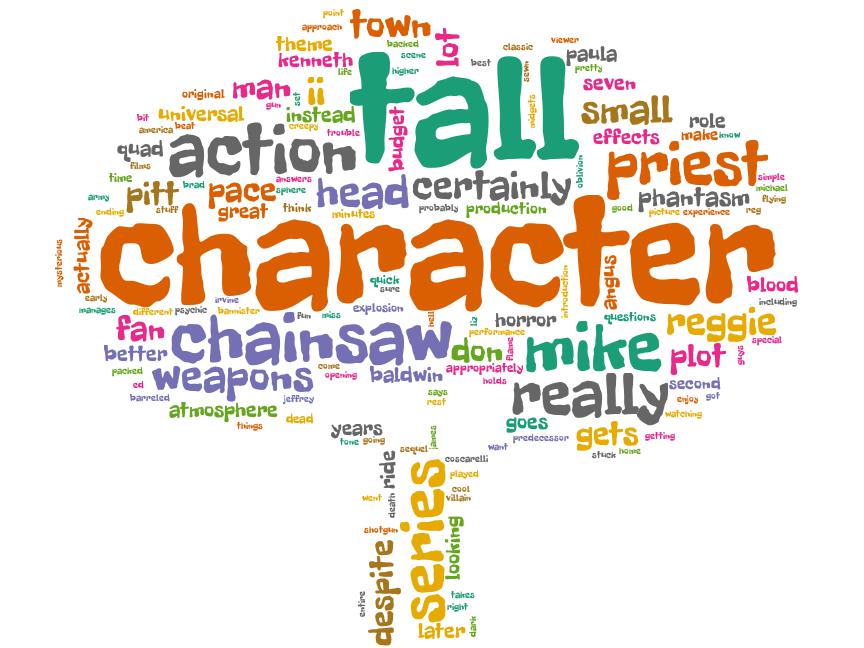 point
approach
town
lot
theme
backed
scene
classic
viewer
kenneth
life
higher
best
sewn
paula
pretty
tall
original
man
gun
set
ii
seven
bit
universal
instead
budget
midgets
small
role
america
beat
creepy
trouble
effects
make
know
quad
action
films
priest
time
answers
simple
pitt
brad
pace
sphere
head
certainly
oblivion
phantasm
michael
army
stuff
great
think
minutes
probably
production
good
picture
experience
reg
flying
ending
mysterious
actually
character
early
quick
sure
introduction
angus
blood
including
manages
different
psychic
irvine
bannister
fun
miss
explosion
hell
liz
horror
questions
reggie
special
fan
chainsaw
performance
better
don
flame
mike
plot
guys
packed
weapons
come
opening
baldwin
appropriately
holds
really
second
got
ed
barreled
jeffrey
says
rest
enjoy
atmosphere
things
dead
goes
watching
years
tone
going
sequel
james
want
predecessor
gets
getting
stuck
home
ride
coscarelli
played
cool
villain
went
death
series
shotgun
looking
despite
entire
takes
right
later
dark